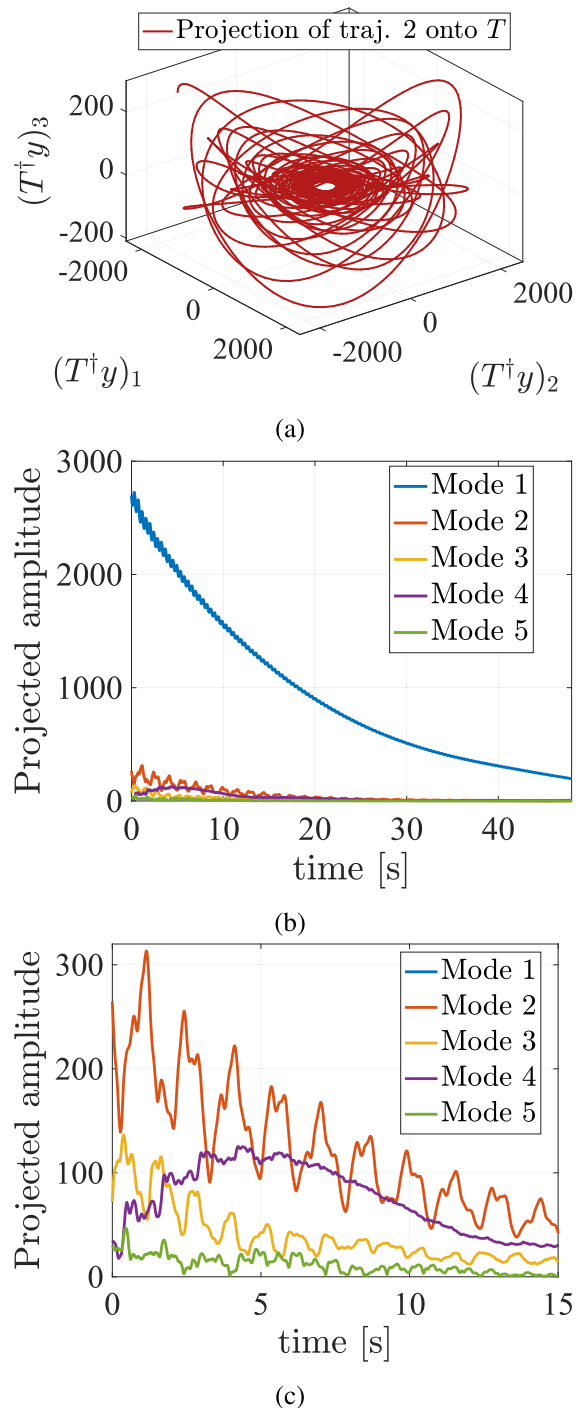 Projection of traj. 2 onto T
200
0
-200
(T†y)3
-2000
0
2000
(T†y)1
-2000
0
2000
(T†y)2
(a)
3000
2000
1000
0
Projected amplitude
Mode 1
Mode 2
Mode 3
Mode 4
Mode 5
0 10 20 30 40
time [s]
(b)
300
200
100
0
Projected amplitude
Mode 1
Mode 2
Mode 3
Mode 4
Mode 5
0 5 10 15
time [s]
(c)